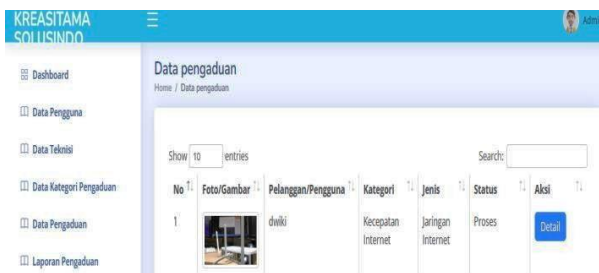 KREASITAMA
SOLUSINDO
Admi
Dashboard
Data Pengguna
Data Teknisi
Data Kategori Pengaduan
Data Pengaduan
Laporan Pengaduan
Data pengaduan
Home / Data pengaduan
Show 10 entries
Search:
No Foto/Gambar Pelanggan/Pengguna Kategori Jenis Status Aksi
1 dwiki Kecepatan Jaringan Proses Detail
Internet Internet